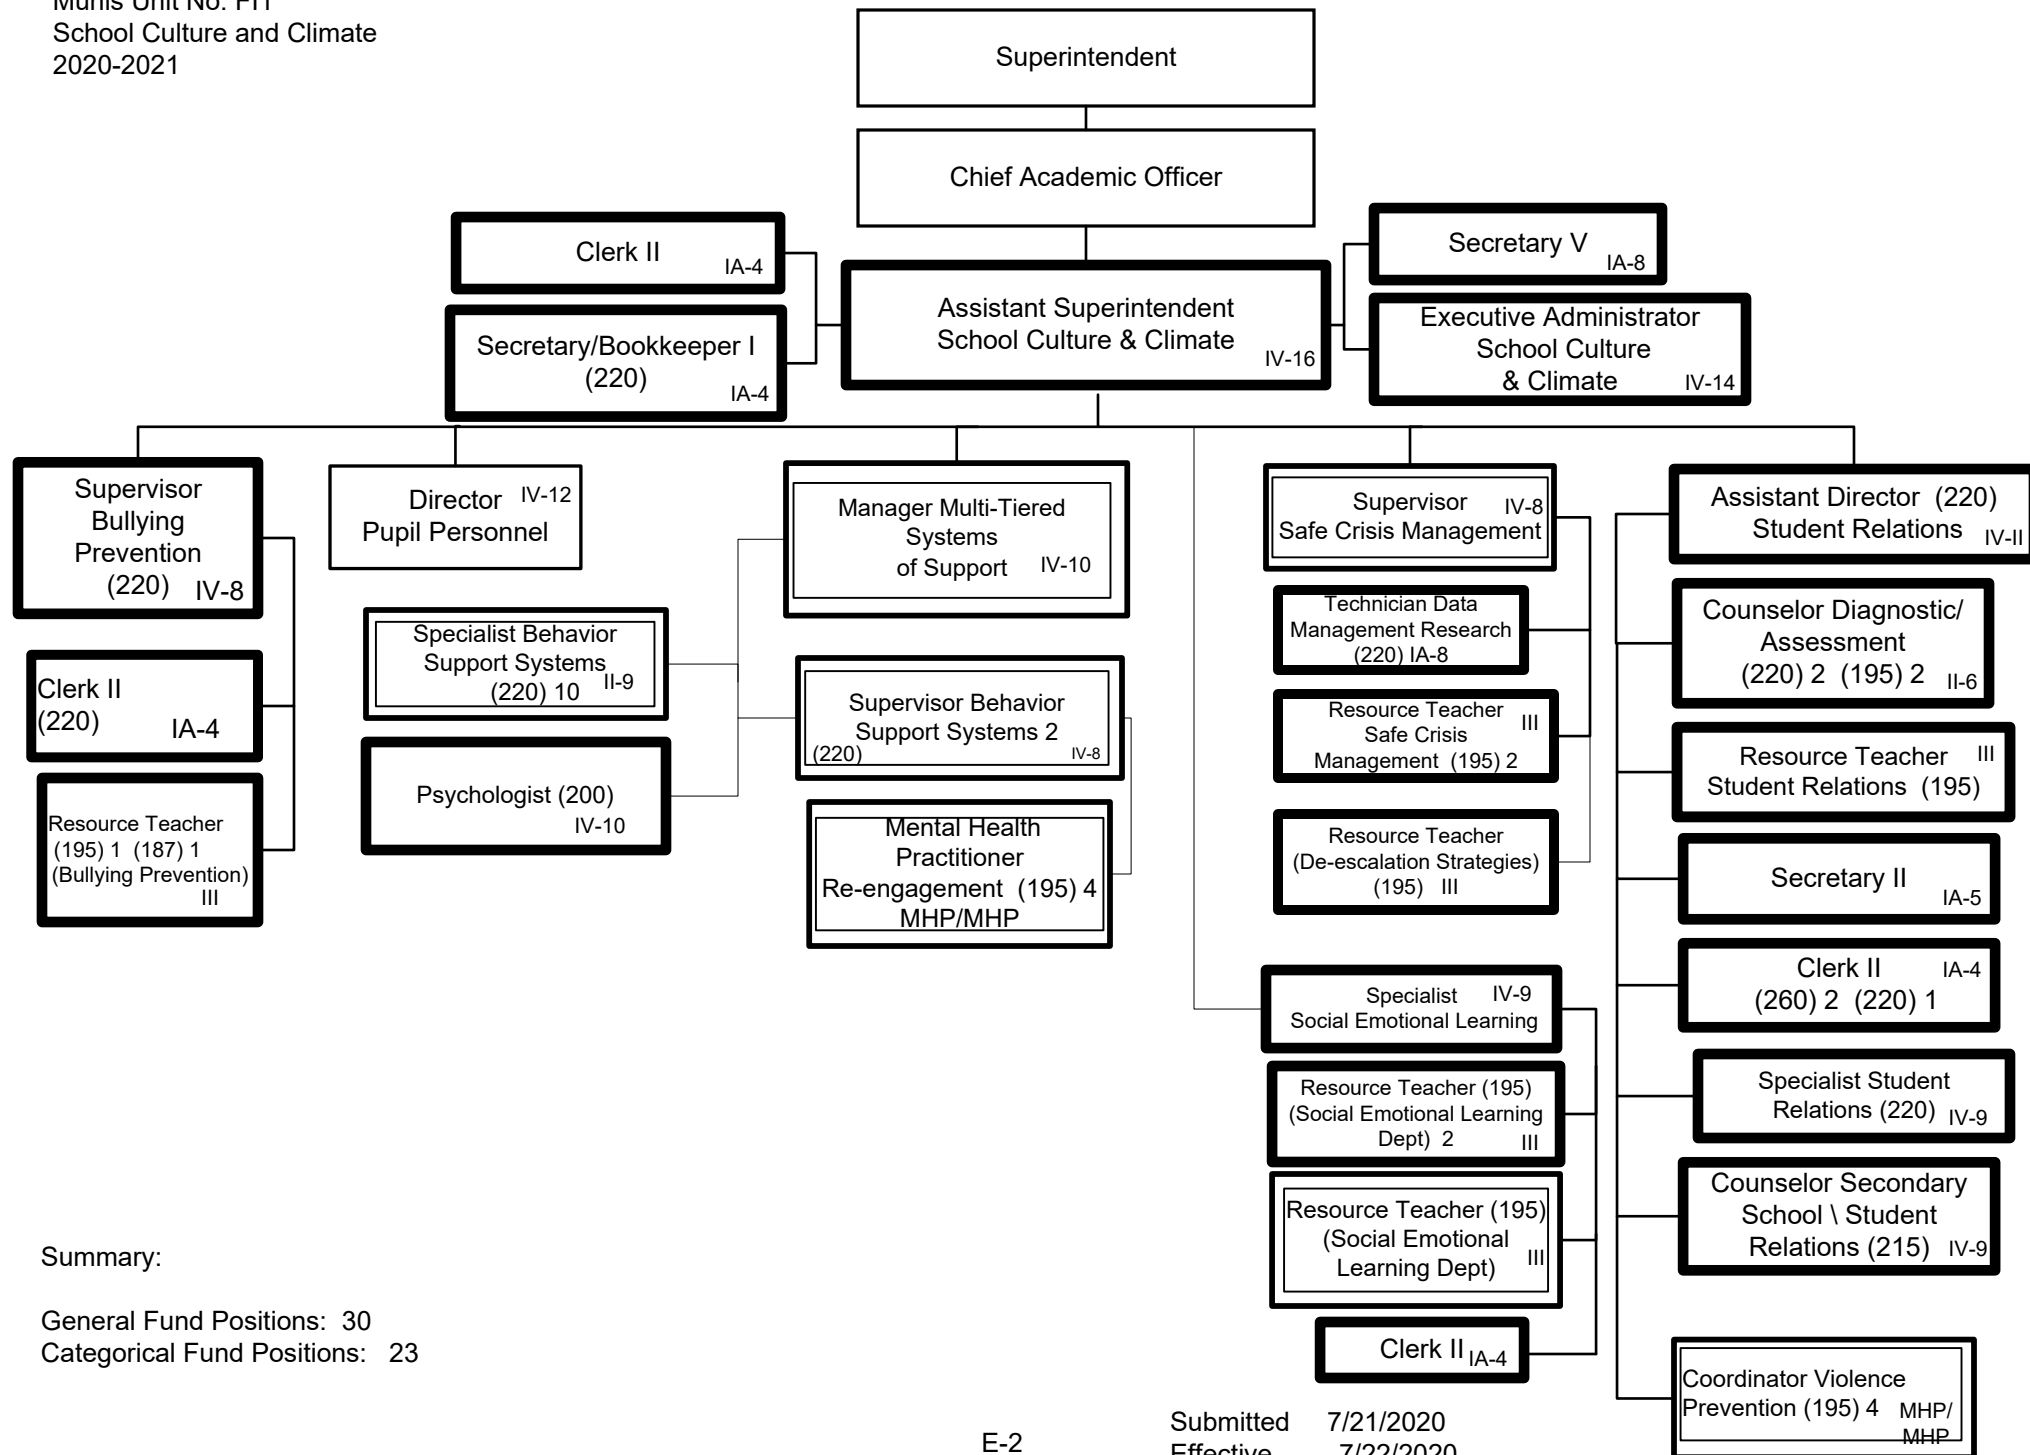 Munis Unit No. FIT
School Culture and Climate
2020-2021
Superintendent
Chief Academic Officer
Clerk II
IA-4
Secretary/Bookkeeper I
(220)
IA-4
Assistant Superintendent
School Culture & Climate
IV-16
Secretary V
IA-8
Executive Administrator
School Culture
& Climate IV-14
Supervisor
Bullying
Prevention
(220) IV-8
Clerk II
(220)
IA-4
Resource Teacher
(195) 1 (187) 1
(Bullying Prevention)
III
Director IV-12
Pupil Personnel
Manager Multi-Tiered
Systems
of Support IV-10
Specialist Behavior
Support Systems
(220) 10 II-9
Psychologist (200)
IV-10
Supervisor Behavior
Support Systems 2
(220) IV-8
Mental Health
Practitioner
Re-engagement (195) 4
MHP/MHP
Supervisor IV-8
Safe Crisis Management
Technician Data
Management Research
(220) IA-8
Resource Teacher III
Safe Crisis
Management (195) 2
Resource Teacher
(De-escalation Strategies)
(195) III
Specialist IV-9
Social Emotional Learning
Resource Teacher (195)
(Social Emotional Learning
Dept) 2 III
Resource Teacher (195)
(Social Emotional
Learning Dept) III
Clerk II IA-4
Assistant Director (220)
Student Relations IV-II
Counselor Diagnostic/
Assessment
(220) 2 (195) 2 II-6
Resource Teacher III
Student Relations (195)
Secretary II
IA-5
Clerk II IA-4
(260) 2 (220) 1
Specialist Student
Relations (220) IV-9
Counselor Secondary
School \ Student
Relations (215) IV-9
Coordinator Violence
Prevention (195) 4 MHP/
MHP
Summary:
General Fund Positions: 30
Categorical Fund Positions: 23
E-2
Submitted 7/21/2020
Effective 7/22/2020